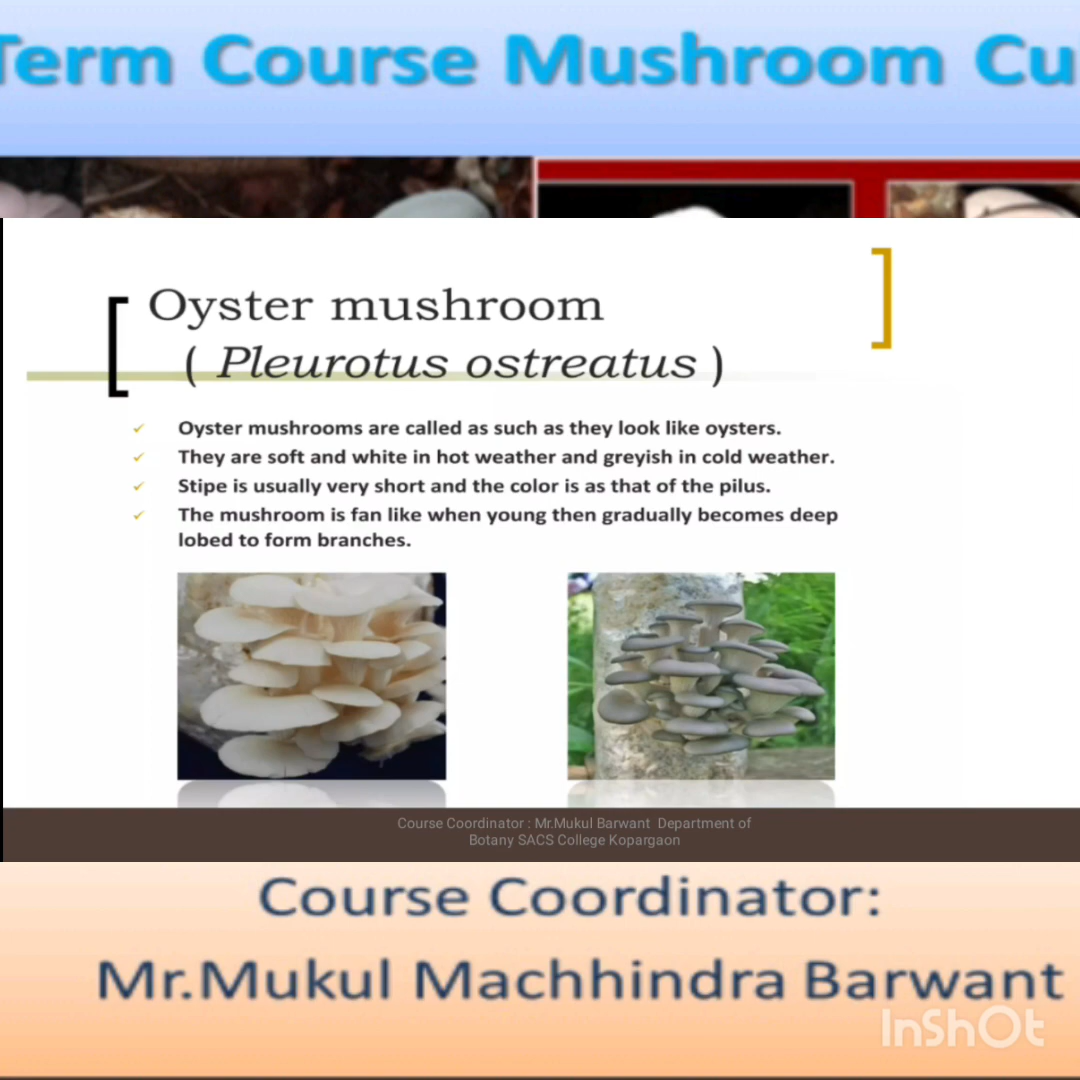 Term Course Mushroom Cu
Oyster mushroom
( Pleurotus ostreatus )
Oyster mushrooms are called as such as they look like oysters.
They are soft and white in hot weather and greyish in cold weather.
Stipe is usually very short and the color is as that of the pilus.
The mushroom is fan like when young then gradually becomes deep
lobed to form branches.
Course Coordinator : Mr.Mukul Barwant Department of
Botany SACS College Kopargaon
Course Coordinator:
Mr.Mukul Machhindra Barwant
InShOt